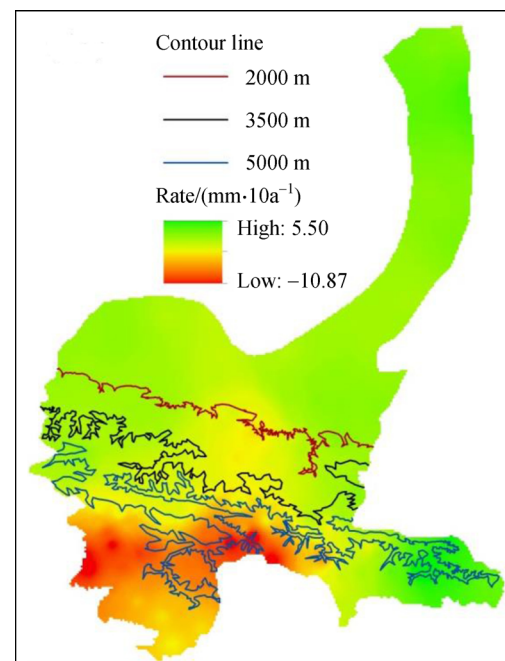 Contour line
2000 m
3500 m
5000 m
Rate/(mm·10a⁻¹)
High: 5.50
Low: −10.87